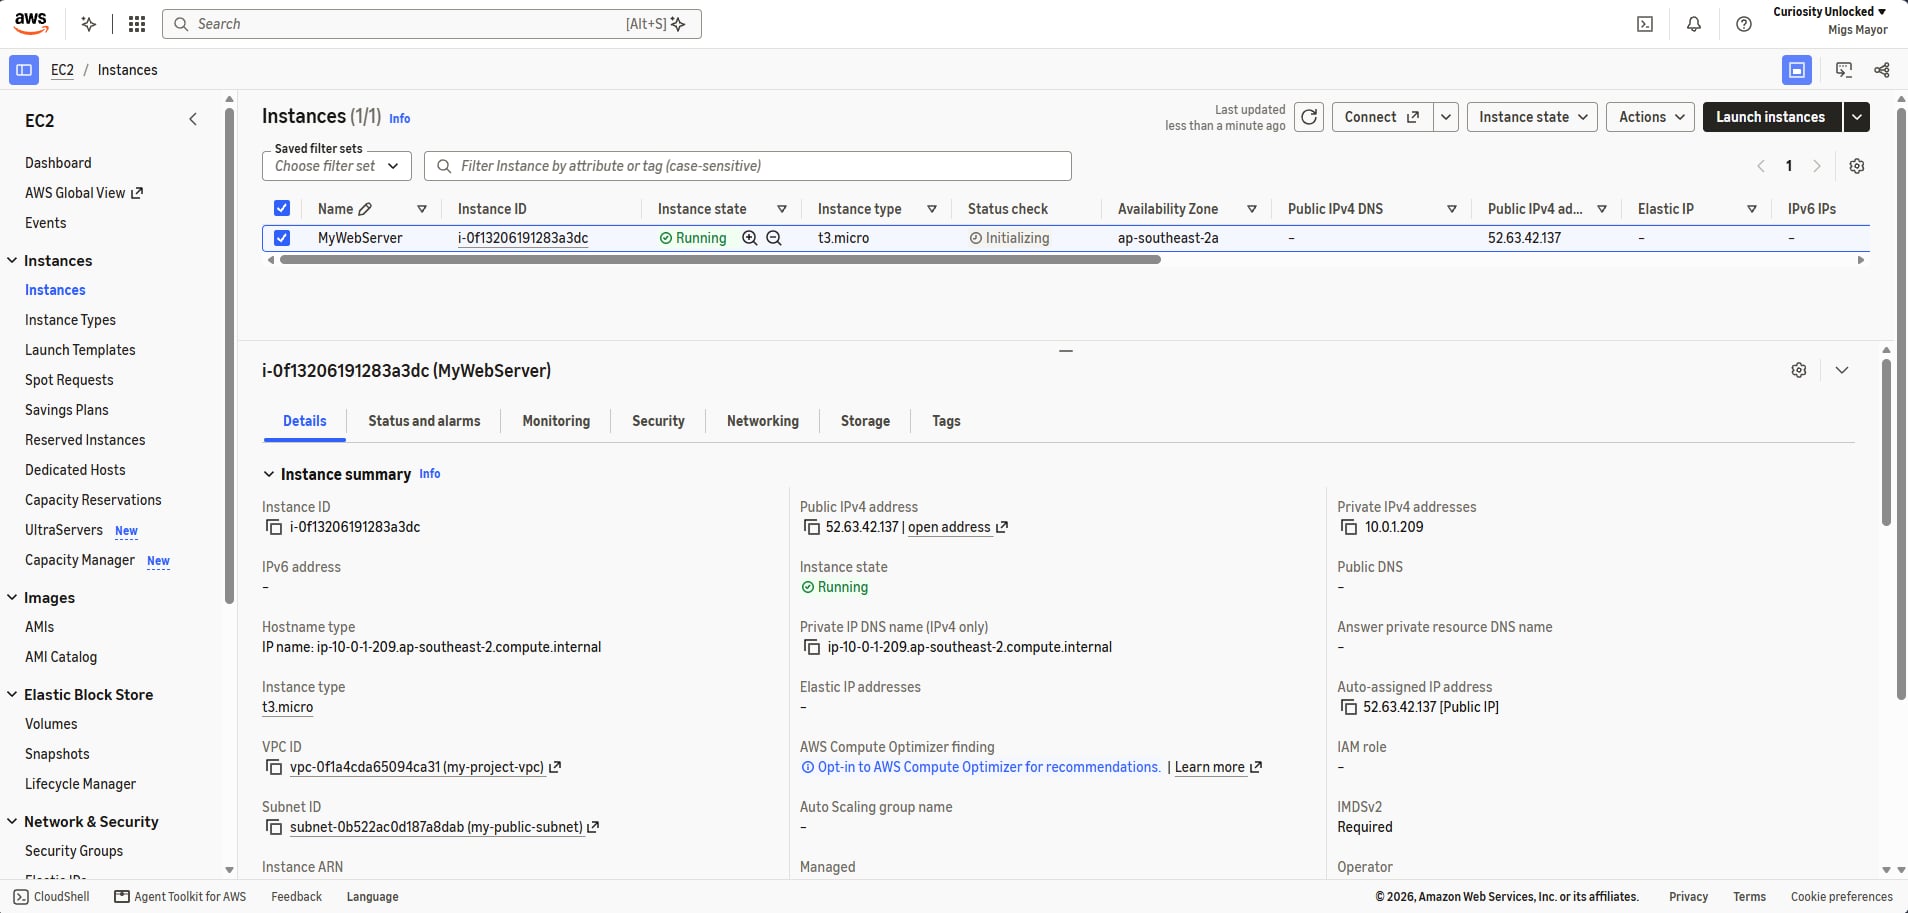 aws
Search
[Alt+S]
Curiosity Unlocked
Migs Mayor
EC2 / Instances
EC2
Dashboard
AWS Global View
Events
Instances
Instances
Instance Types
Launch Templates
Spot Requests
Savings Plans
Reserved Instances
Dedicated Hosts
Capacity Reservations
UltraServers New
Capacity Manager New
Images
AMIs
AMI Catalog
Elastic Block Store
Volumes
Snapshots
Lifecycle Manager
Network & Security
Security Groups
Elastic IPs
Instances (1/1) Info
Last updated
less than a minute ago
Connect
Instance state
Actions
Launch instances
Saved filter sets
Choose filter set
Filter Instance by attribute or tag (case-sensitive)
1
Name Instance ID Instance state Instance type Status check Availability Zone Public IPv4 DNS Public IPv4 ad... Elastic IP IPv6 IPs
MyWebServer i-0f13206191283a3dc Running t3.micro Initializing ap-southeast-2a – 52.63.42.137 – –
i-0f13206191283a3dc (MyWebServer)
Details Status and alarms Monitoring Security Networking Storage Tags
Instance summary Info
Instance ID
i-0f13206191283a3dc
Public IPv4 address
52.63.42.137 | open address
Private IPv4 addresses
10.0.1.209
IPv6 address
–
Instance state
Running
Public DNS
–
Hostname type
IP name: ip-10-0-1-209.ap-southeast-2.compute.internal
Private IP DNS name (IPv4 only)
ip-10-0-1-209.ap-southeast-2.compute.internal
Answer private resource DNS name
–
Instance type
t3.micro
Elastic IP addresses
–
Auto-assigned IP address
52.63.42.137 [Public IP]
VPC ID
vpc-0f1a4cda65094ca31 (my-project-vpc)
AWS Compute Optimizer finding
Opt-in to AWS Compute Optimizer for recommendations. | Learn more
IAM role
–
Subnet ID
subnet-0b522ac0d187a8dab (my-public-subnet)
Auto Scaling group name
–
IMDSv2
Required
Instance ARN
Managed
Operator
CloudShell Agent Toolkit for AWS Feedback Language
© 2026, Amazon Web Services, Inc. or its affiliates. Privacy Terms Cookie preferences